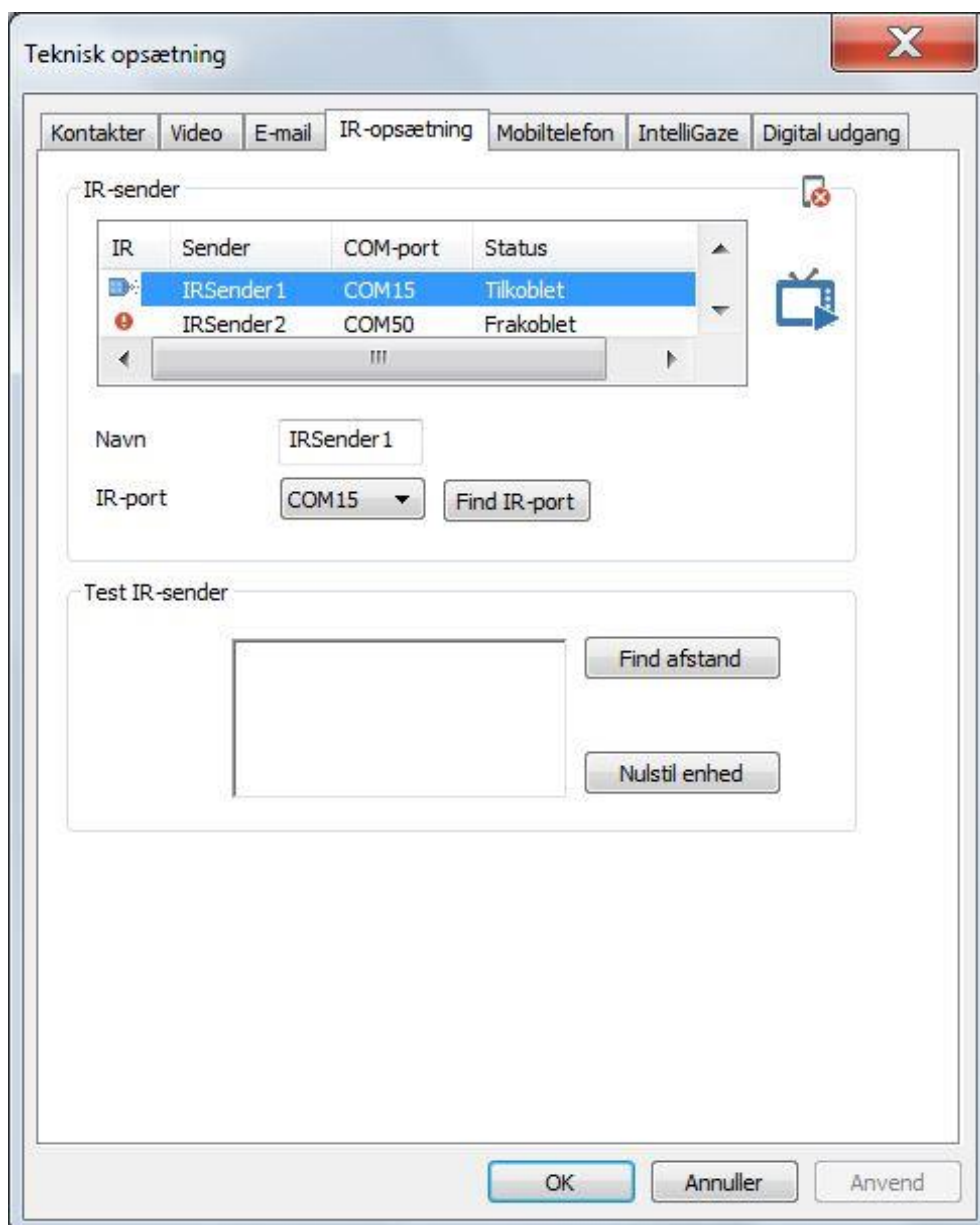 Teknisk opsætning
Kontakter Video E-mail IR-opsætning Mobiltelefon IntelliGaze Digital udgang
IR-sender
IR Sender COM-port Status
IRSender1 COM15 Tilkoblet
IRSender2 COM50 Frakoblet
Navn IRSender1
IR-port COM15 Find IR-port
Test IR-sender
Find afstand
Nulstil enhed
OK Annuller Anvend